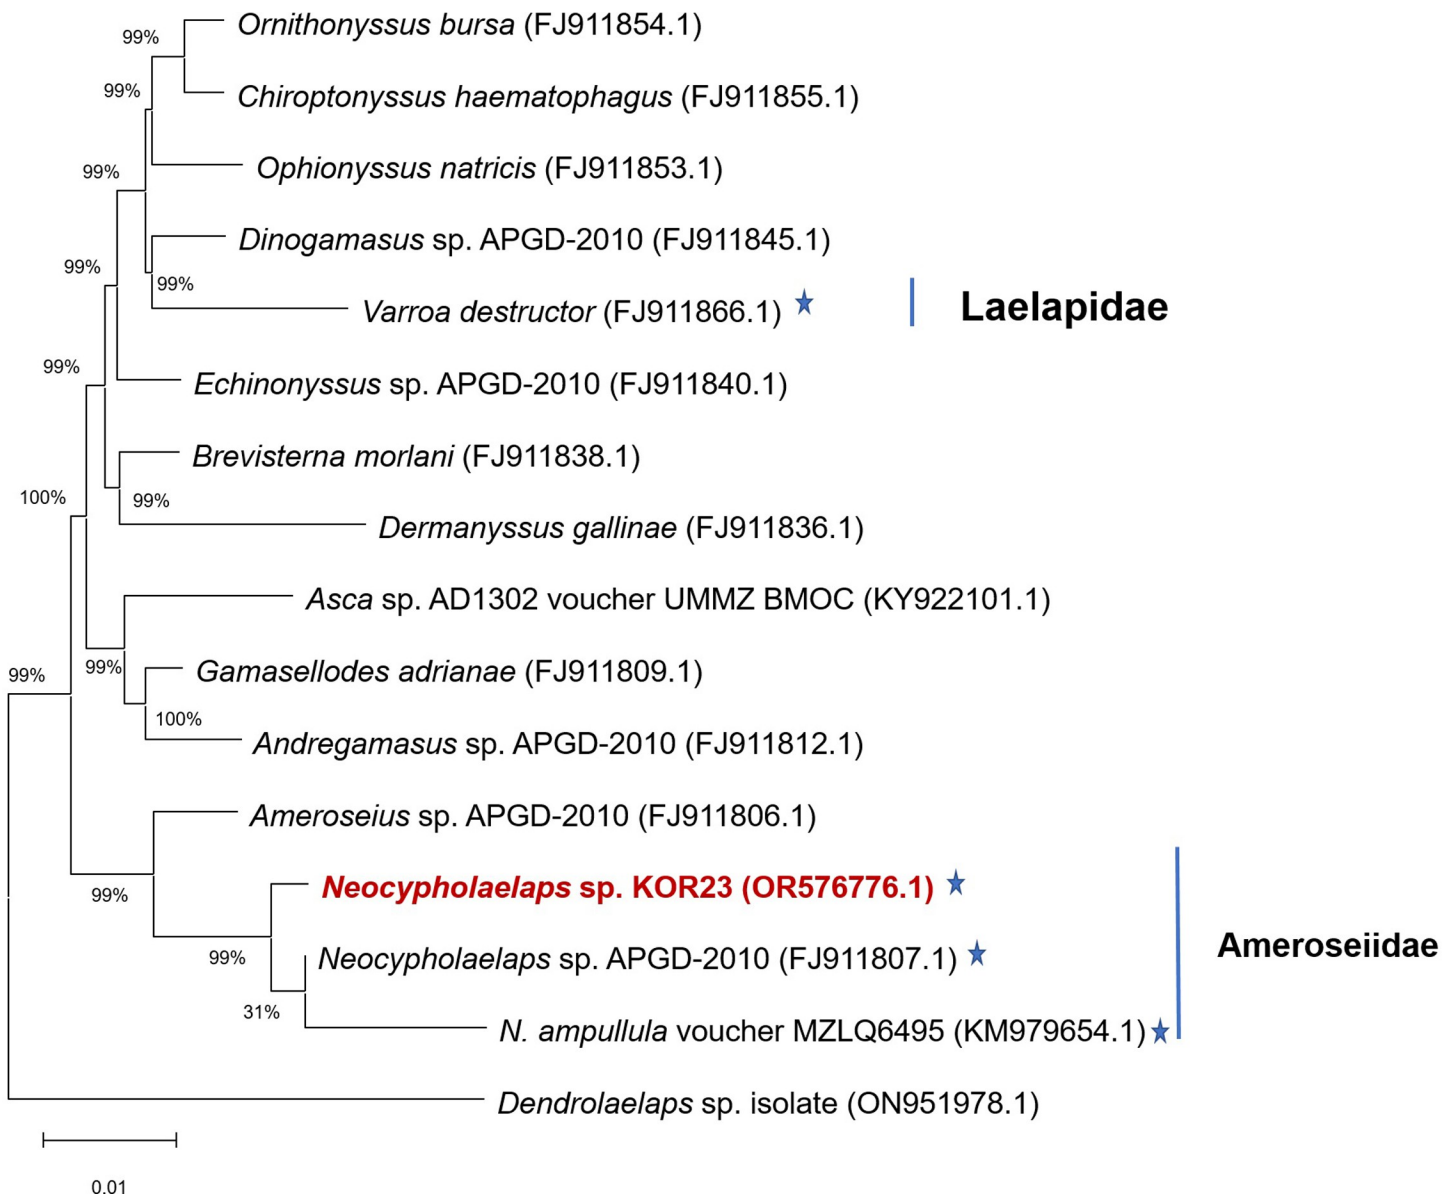 Ornithonyssus bursa (FJ911854.1)
99%
Chiroptonyssus haematophagus (FJ911855.1)
99%
Ophionyssus natricis (FJ911853.1)
99%
Dinogamasus sp. APGD-2010 (FJ911845.1)
99%
99%
Varroa destructor (FJ911866.1)
Laelapidae
99%
Echinonyssus sp. APGD-2010 (FJ911840.1)
Brevisterna morlani (FJ911838.1)
100%
99%
Dermanyssus gallinae (FJ911836.1)
Asca sp. AD1302 voucher UMMZ BMOC (KY922101.1)
99%
99%
Gamasellodes adrianae (FJ911809.1)
100%
Andregamasus sp. APGD-2010 (FJ911812.1)
Ameroseius sp. APGD-2010 (FJ911806.1)
99%
Neocypholaelaps sp. KOR23 (OR576776.1)
Ameroseiidae
99%
Neocypholaelaps sp. APGD-2010 (FJ911807.1)
31%
N. ampullula voucher MZLQ6495 (KM979654.1)
Dendrolaelaps sp. isolate (ON951978.1)
0.01